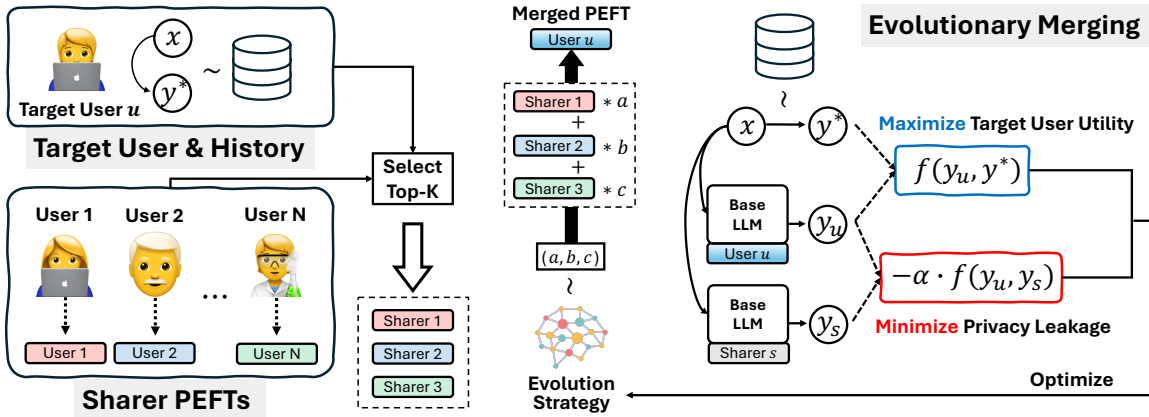 x
y*
~
Target User u
Target User & History
User 1
User 2
User N
...
User 1
User 2
User N
Sharer PEFTs
Select
Top-K
Sharer 1
Sharer 2
Sharer 3
Merged PEFT
User u
Sharer 1 * a
+
Sharer 2 * b
+
Sharer 3 * c
(a, b, c)
~
Evolution
Strategy
Evolutionary Merging
~
x
y*
Base
LLM
User u
y_u
Base
LLM
Sharer s
y_s
Maximize Target User Utility
f(y_u, y*)
−α · f(y_u, y_s)
Minimize Privacy Leakage
Optimize